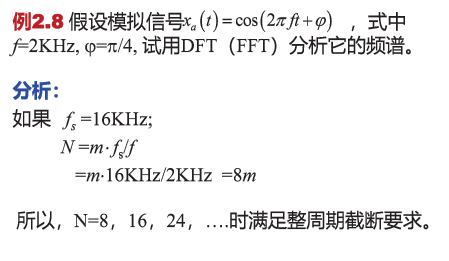 例2.8 假设模拟信号xₐ(t)=cos(2πft+φ) ，式中
f=2KHz, φ=π/4, 试用DFT（FFT）分析它的频谱。
分析：
如果 fₛ=16KHz;
N=m·fₛ/f
=m·16KHz/2KHz =8m
所以，N=8，16，24，….时满足整周期截断要求。